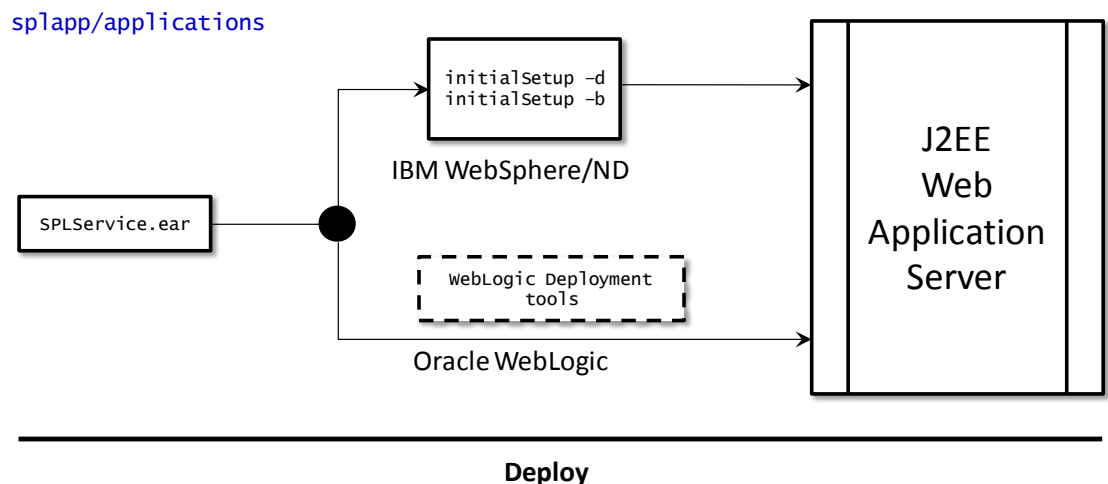 splapp/applications
initialSetup –d
initialSetup –b
IBM WebSphere/ND
SPLService.ear
WebLogic Deployment
tools
Oracle WebLogic
J2EE
Web
Application
Server
Deploy